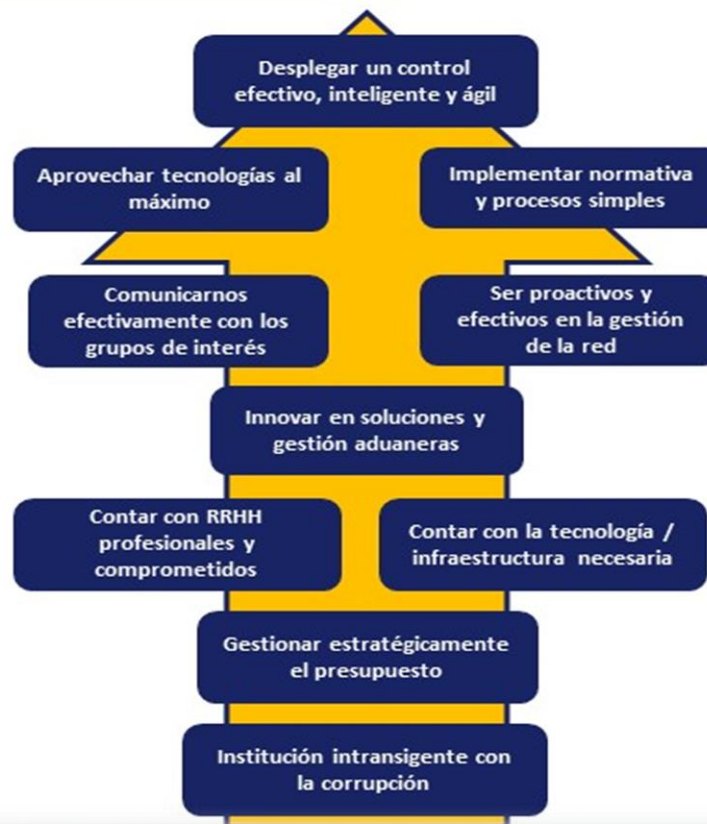 Desplegar un control
efectivo, inteligente y ágil
Aprovechar tecnologías al
máximo
Implementar normativa
y procesos simples
Comunicarnos
efectivamente con los
grupos de interés
Ser proactivos y
efectivos en la gestión
de la red
Innovar en soluciones y
gestión aduaneras
Contar con RRHH
profesionales y
comprometidos
Contar con la tecnología /
infraestructura necesaria
Gestionar estratégicamente
el presupuesto
Institución intransigente con
la corrupción